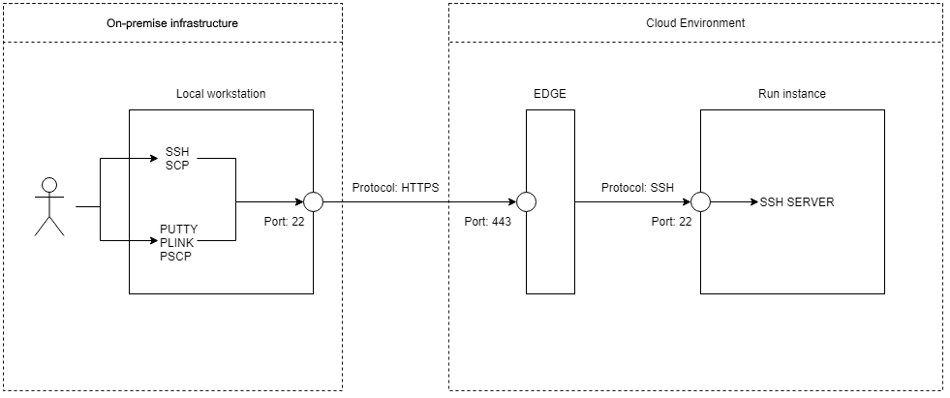 On-premise infrastructure
Cloud Environment
Local workstation
EDGE
Run instance
SSH
SCP
Protocol: HTTPS
Protocol: SSH
SSH SERVER
Port: 22
Port: 443
Port: 22
PUTTY
PLINK
PSCP